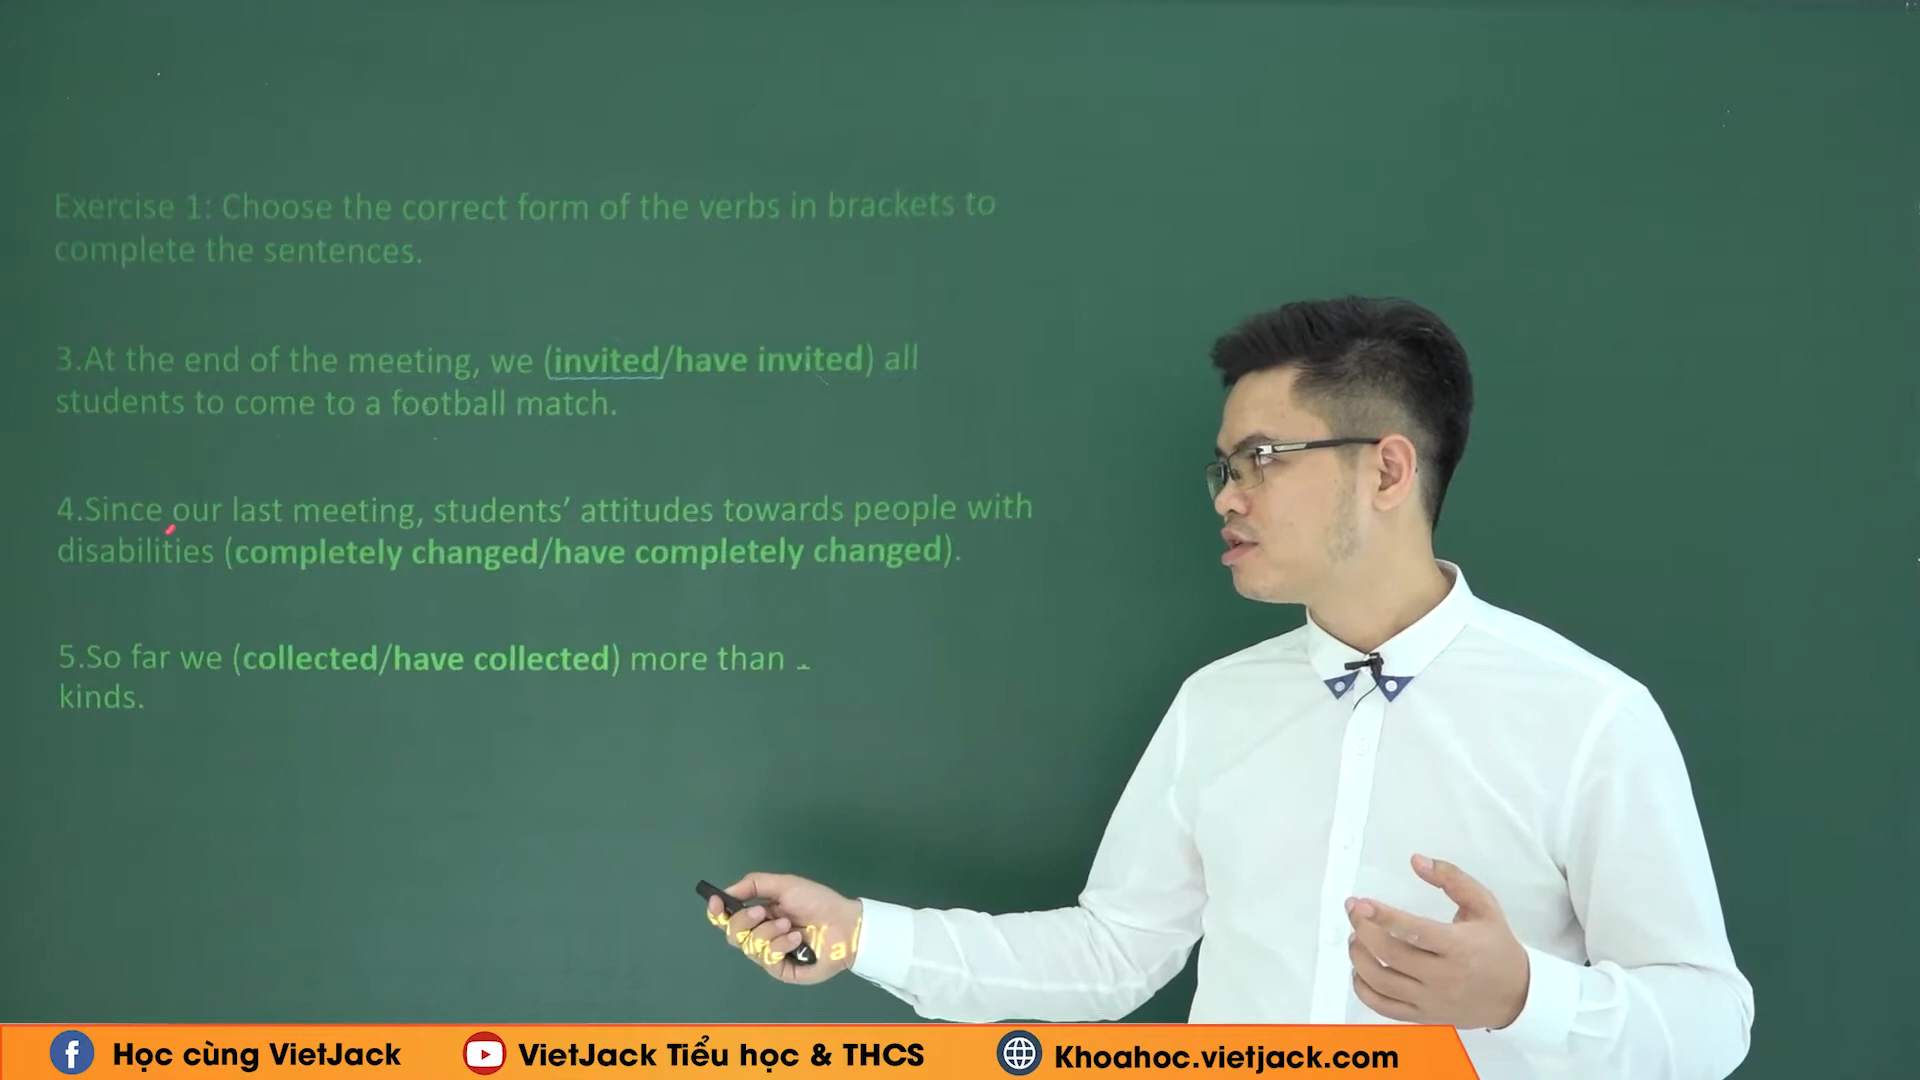 Exercise 1: Choose the correct form of the verbs in brackets to
complete the sentences.
3.At the end of the meeting, we (invited/have invited) all
students to come to a football match.
4.Since our last meeting, students’ attitudes towards people with
disabilities (completely changed/have completely changed).
5.So far we (collected/have collected) more than
kinds.
Học cùng VietJack
VietJack Tiểu học & THCS
Khoahoc.vietjack.com